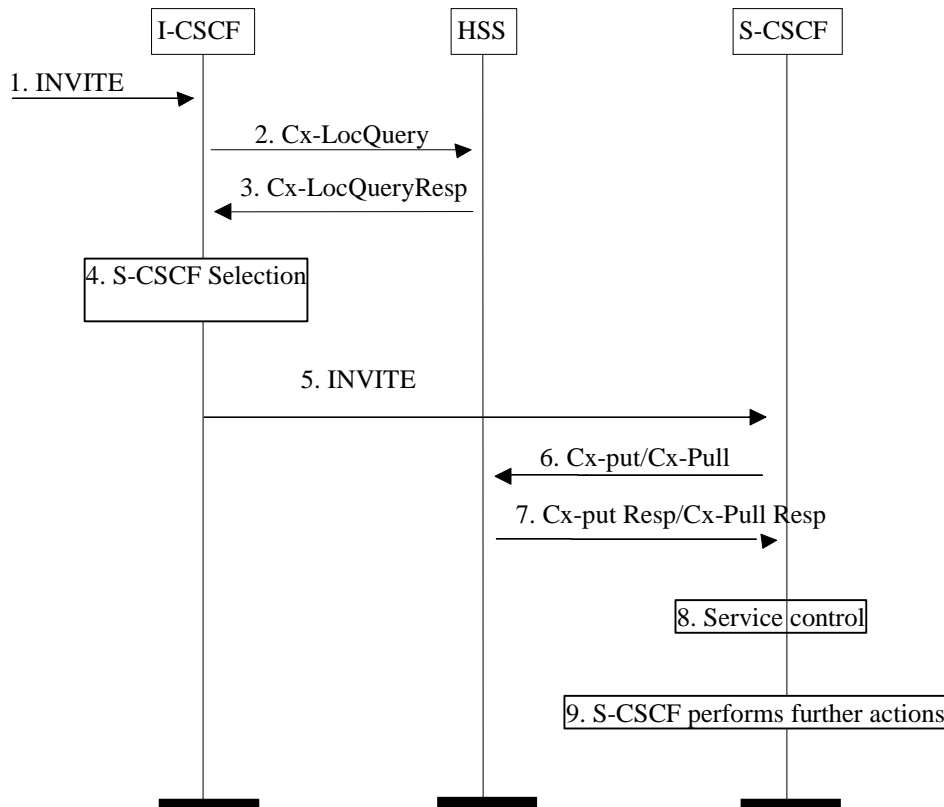 I-CSCF
HSS
S-CSCF
1. INVITE
2. Cx-LocQuery
3. Cx-LocQueryResp
4. S-CSCF Selection
5. INVITE
6. Cx-put/Cx-Pull
7. Cx-put Resp/Cx-Pull Resp
8. Service control
9. S-CSCF performs further actions